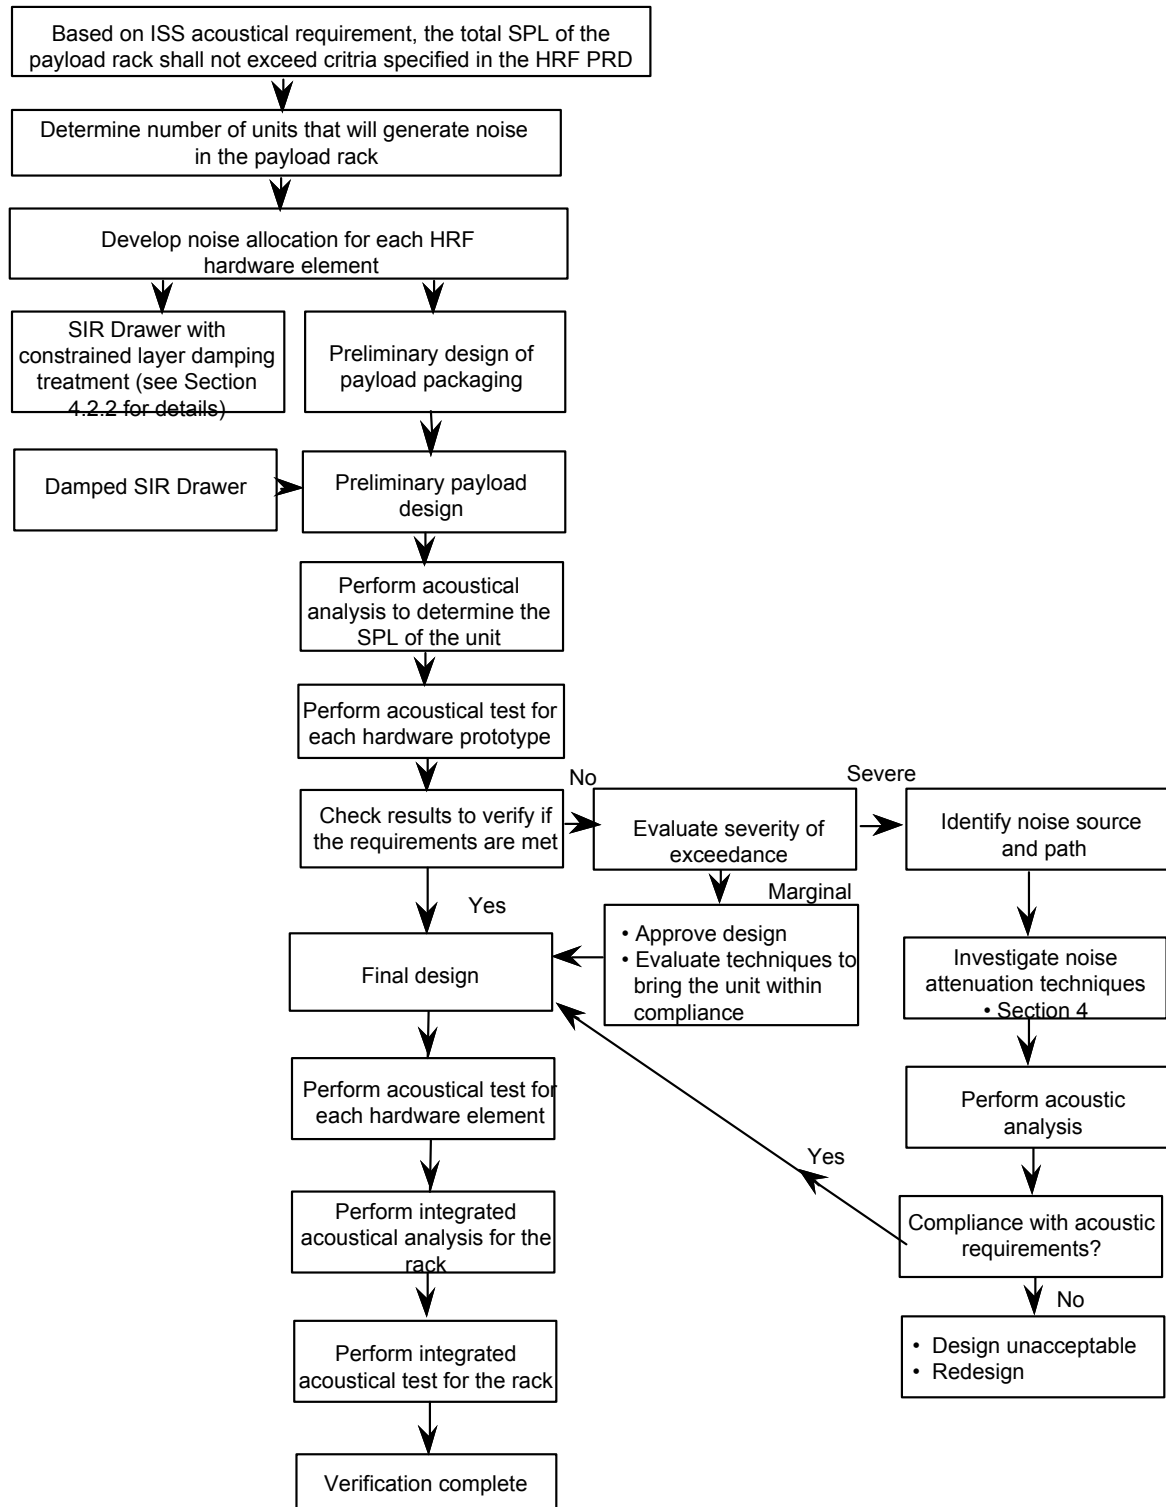 Based on ISS acoustical requirement, the total SPL of the
payload rack shall not exceed critria specified in the HRF PRD
Determine number of units that will generate noise
in the payload rack
Develop noise allocation for each HRF
hardware element
SIR Drawer with
constrained layer damping
treatment (see Section
4.2.2 for details)
Preliminary design of
payload packaging
Damped SIR Drawer
Preliminary payload
design
Perform acoustical
analysis to determine the
SPL of the unit
Perform acoustical test for
each hardware prototype
Check results to verify if
the requirements are met
No
Evaluate severity of
exceedance
Severe
Identify noise source
and path
Marginal
• Approve design
• Evaluate techniques to
bring the unit within
compliance
Yes
Final design
Investigate noise
attenuation techniques
• Section 4
Perform acoustic
analysis
Compliance with acoustic
requirements?
Yes
No
• Design unacceptable
• Redesign
Perform acoustical test for
each hardware element
Perform integrated
acoustical analysis for the
rack
Perform integrated
acoustical test for the rack
Verification complete